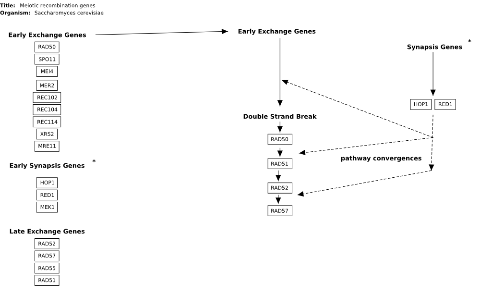 Title: Meiotic recombination genes
Organism: Saccharomyces cerevisiae
Early Exchange Genes
RAD50
SPO11
MEI4
MER2
REC102
REC104
REC114
XRS2
MRE11
Early Synapsis Genes *
HOP1
RED1
MEK1
Late Exchange Genes
RAD52
RAD57
RAD55
RAD51
Early Exchange Genes
Double Strand Break
RAD50
RAD51
RAD52
RAD57
Synapsis Genes *
HOP1 RED1
pathway convergences